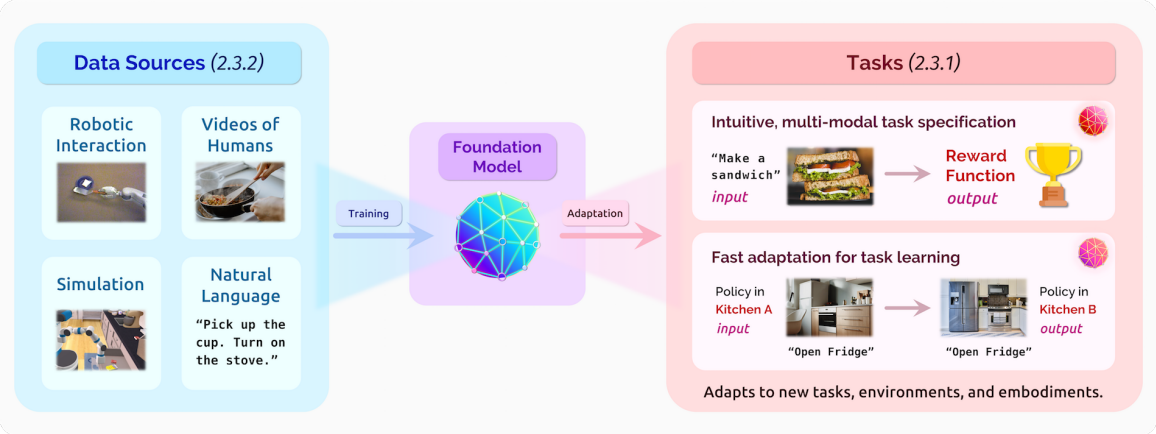 Data Sources (2.3.2)
Robotic
Interaction
Videos of
Humans
Simulation
Natural
Language
“Pick up the
cup. Turn on
the stove.”
Training
Foundation
Model
Adaptation
Tasks (2.3.1)
Intuitive, multi-modal task specification
“Make a
sandwich”
input
Reward
Function
output
Fast adaptation for task learning
Policy in
Kitchen A
input
“Open Fridge”
“Open Fridge”
Policy in
Kitchen B
output
Adapts to new tasks, environments, and embodiments.